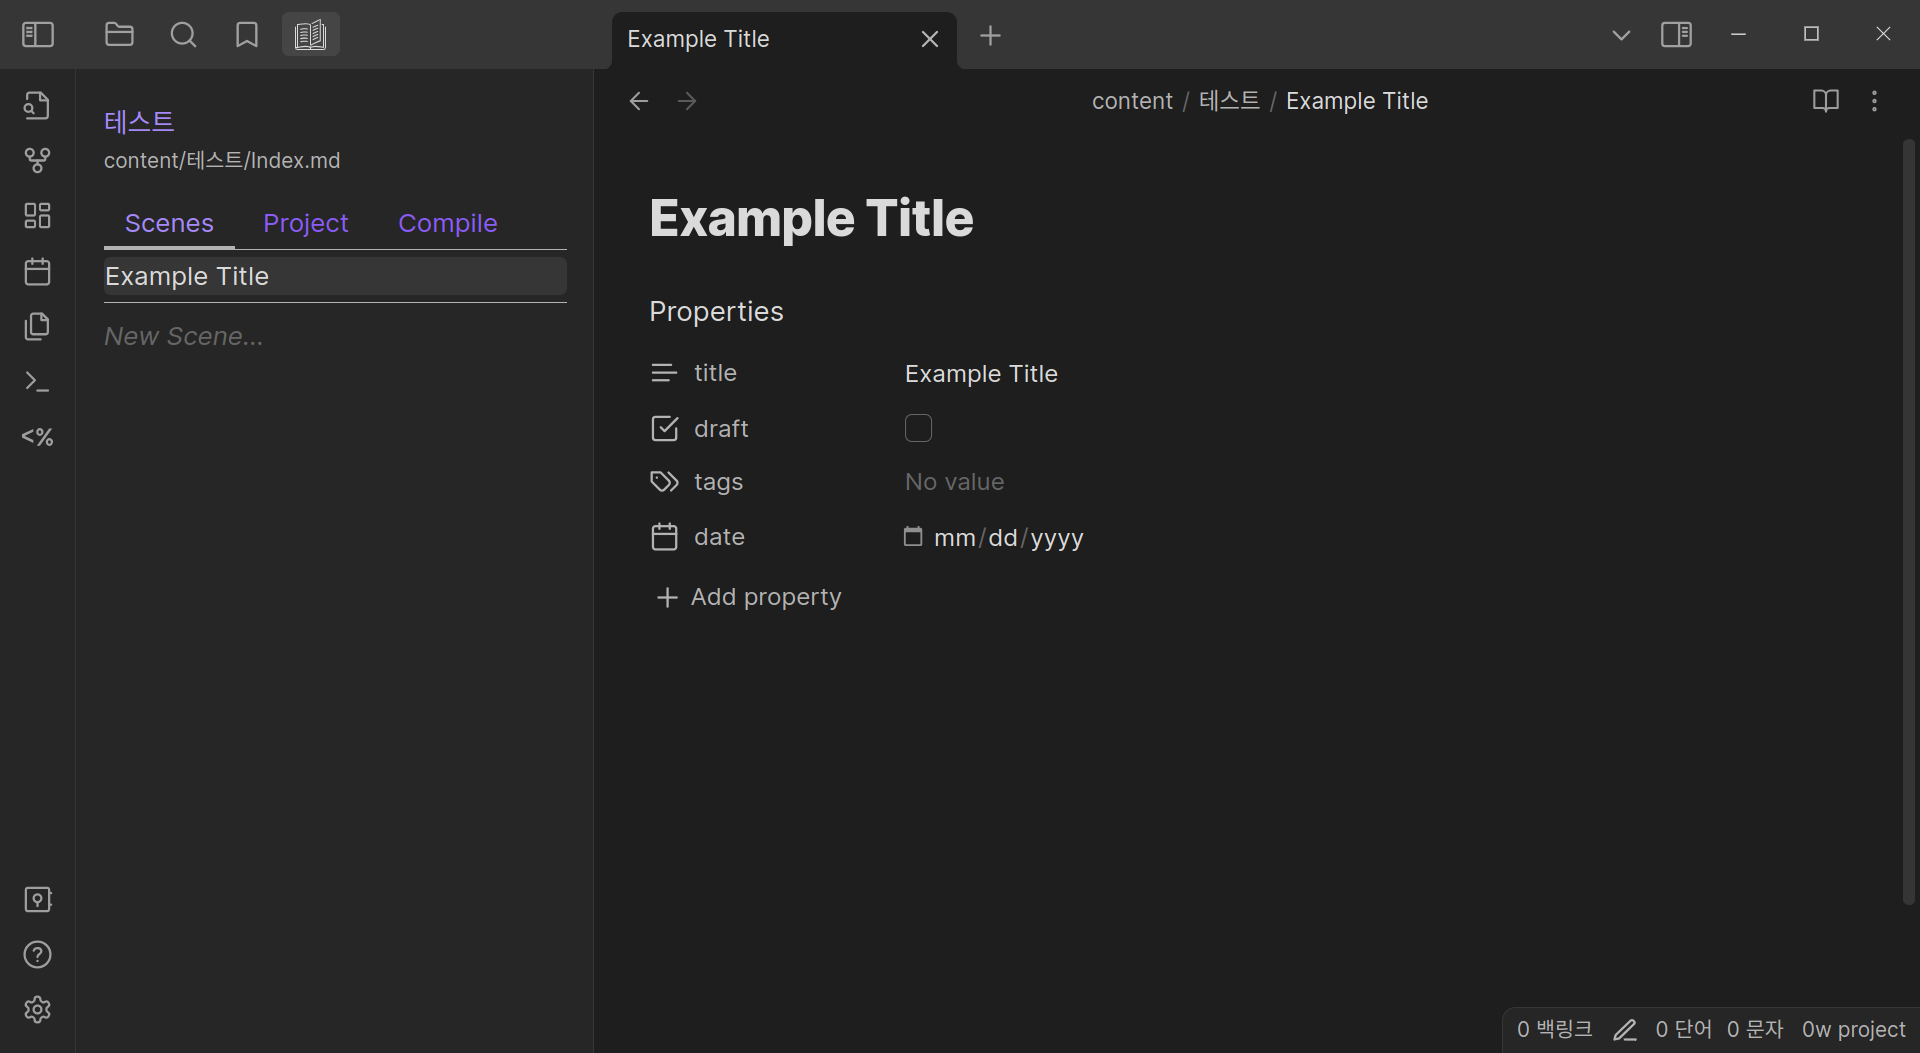 Example Title
테스트
content/테스트/Index.md
Scenes Project Compile
Example Title
New Scene...
<%
content / 테스트 / Example Title
Example Title
Properties
title Example Title
draft
tags No value
date mm/dd/yyyy
Add property
0 백링크 0 단어 0 문자 0w project